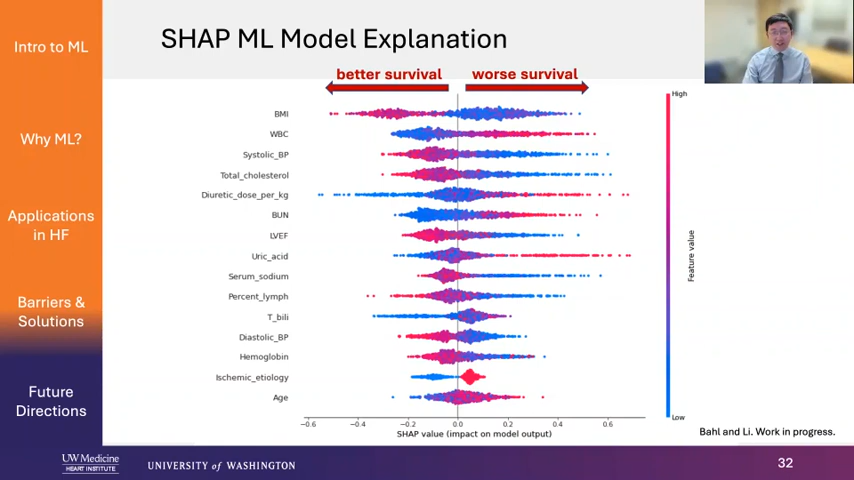 Intro to ML
Why ML?
Applications
in HF
Barriers &
Solutions
Future
Directions
SHAP ML Model Explanation
better survival
worse survival
BMI
WBC
Systolic_BP
Total_cholesterol
Diuretic_dose_per_kg
BUN
LVEF
Uric_acid
Serum_sodium
Percent_lymph
T_bili
Diastolic_BP
Hemoglobin
Ischemic_etiology
Age
−0.6 −0.4 −0.2 0.0 0.2 0.4 0.6
SHAP value (impact on model output)
High
Feature value
Low
Bahl and Li. Work in progress.
UW Medicine
HEART INSTITUTE
UNIVERSITY of WASHINGTON
32